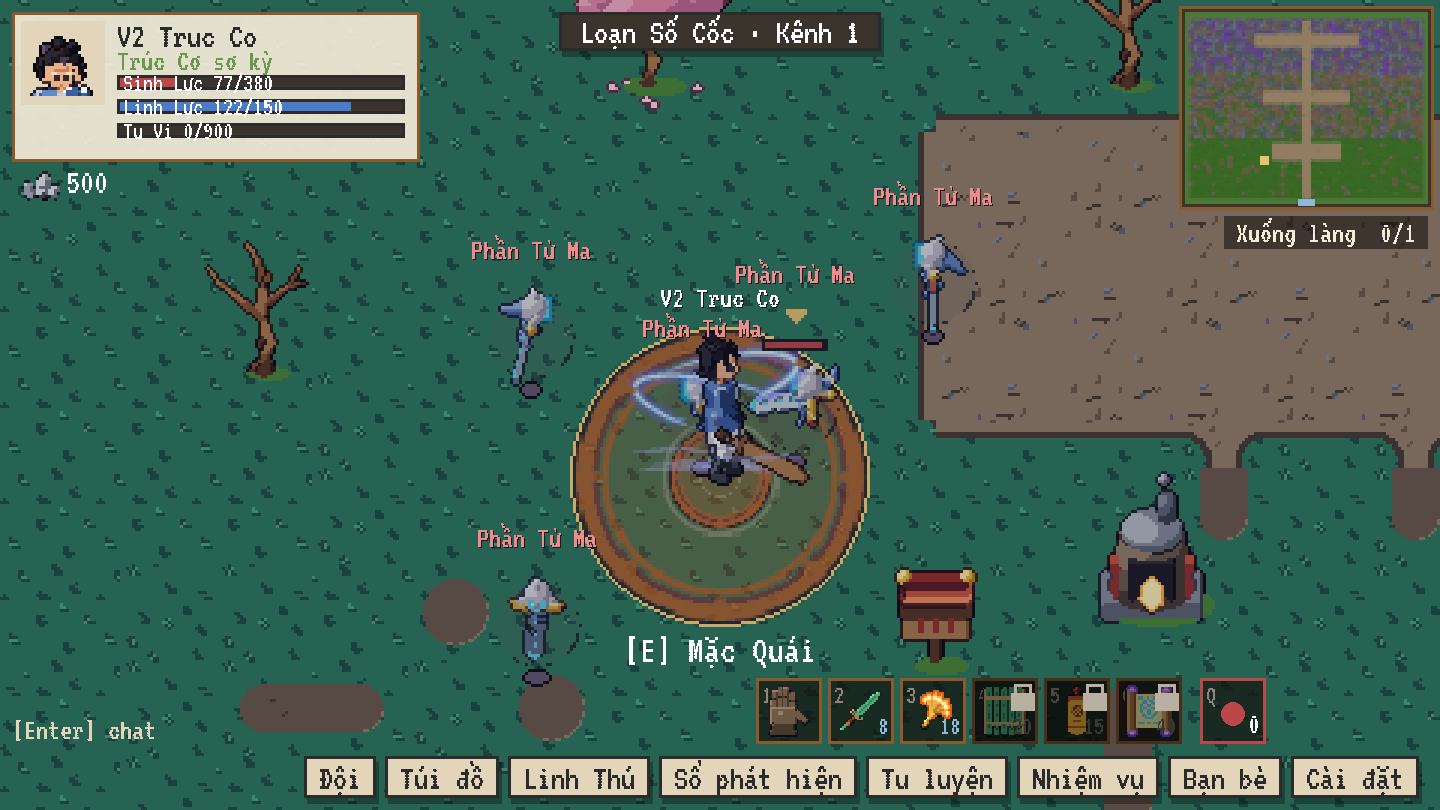 V2 Truc Co
Trúc Cơ sơ kỳ
Sinh Lực 77/380
Linh Lực 122/150
Tu Vi 0/900
500
Loạn Số Cốc · Kênh 1
Xuống làng 0/1
Phần Tử Ma
Phần Tử Ma
Phần Tử Ma
V2 Truc Co
Phần Tử Ma
Phần Tử Ma
[E] Mặc Quái
1
2
8
3
18
5
15
Q
0
[Enter] chat
Đội
Túi đồ
Linh Thú
Sổ phát hiện
Tu luyện
Nhiệm vụ
Bạn bè
Cài đặt